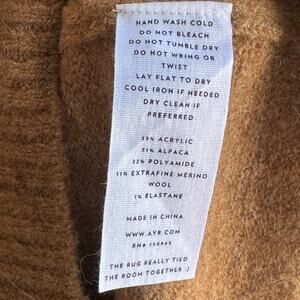 HAND WASH COLD
DO NOT BLEACH
DO NOT TUMBLE DRY
DO NOT WRING OR
TWIST
LAY FLAT TO DRY
COOL IRON IF NEEDED
DRY CLEAN IF
PREFERRED
35% ACRYLIC
31% ALPACA
22% POLYAMIDE
11% EXTRAFINE MERINO
WOOL
1% ELASTANE
MADE IN CHINA
WWW.AYR.COM
RN# 150965
THE RUG REALLY TIED
THE ROOM TOGETHER :)